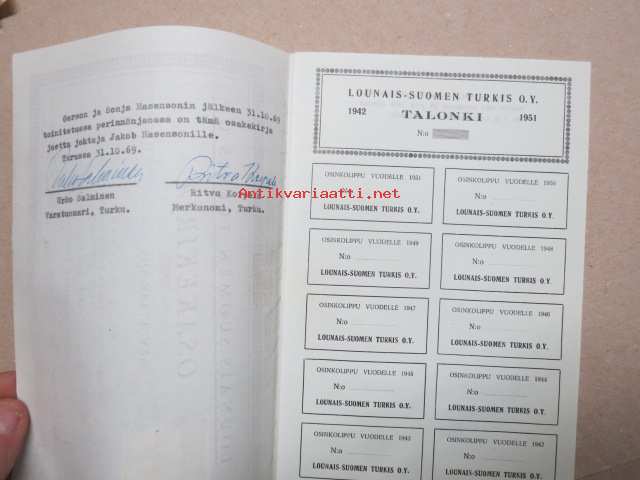 Gerson ja Sonja Hasensonin jälkeen 31.10.69
toimitetussa perinnönjaossa on tämä osakekirja
jaettu johtaja Jakob Hasensonille.
Turussa 31.10.69.
Urho Salminen
Varatuomari, Turku.
Ritva
Merkonomi, Turku.
Antikvariaatti.net
LOUNAIS-SUOMEN TURKIS O.Y.
1942 TALONKI 1951
N:o
OSINKOLIPPU VUODELLE 1951
N:o
LOUNAIS-SUOMEN TURKIS O.Y.
OSINKOLIPPU VUODELLE 1950
N:o
LOUNAIS-SUOMEN TURKIS O.Y.
OSINKOLIPPU VUODELLE 1949
N:o
LOUNAIS-SUOMEN TURKIS O.Y.
OSINKOLIPPU VUODELLE 1948
N:o
LOUNAIS-SUOMEN TURKIS O.Y.
OSINKOLIPPU VUODELLE 1947
N:o
LOUNAIS-SUOMEN TURKIS O.Y.
OSINKOLIPPU VUODELLE 1946
N:o
LOUNAIS-SUOMEN TURKIS O.Y.
OSINKOLIPPU VUODELLE 1945
N:o
LOUNAIS-SUOMEN TURKIS O.Y.
OSINKOLIPPU VUODELLE 1944
N:o
LOUNAIS-SUOMEN TURKIS O.Y.
OSINKOLIPPU VUODELLE 1943
N:o
LOUNAIS-SUOMEN TURKIS O.Y.
OSINKOLIPPU VUODELLE 1942
N:o
LOUNAIS-SUOMEN TURKIS O.Y.